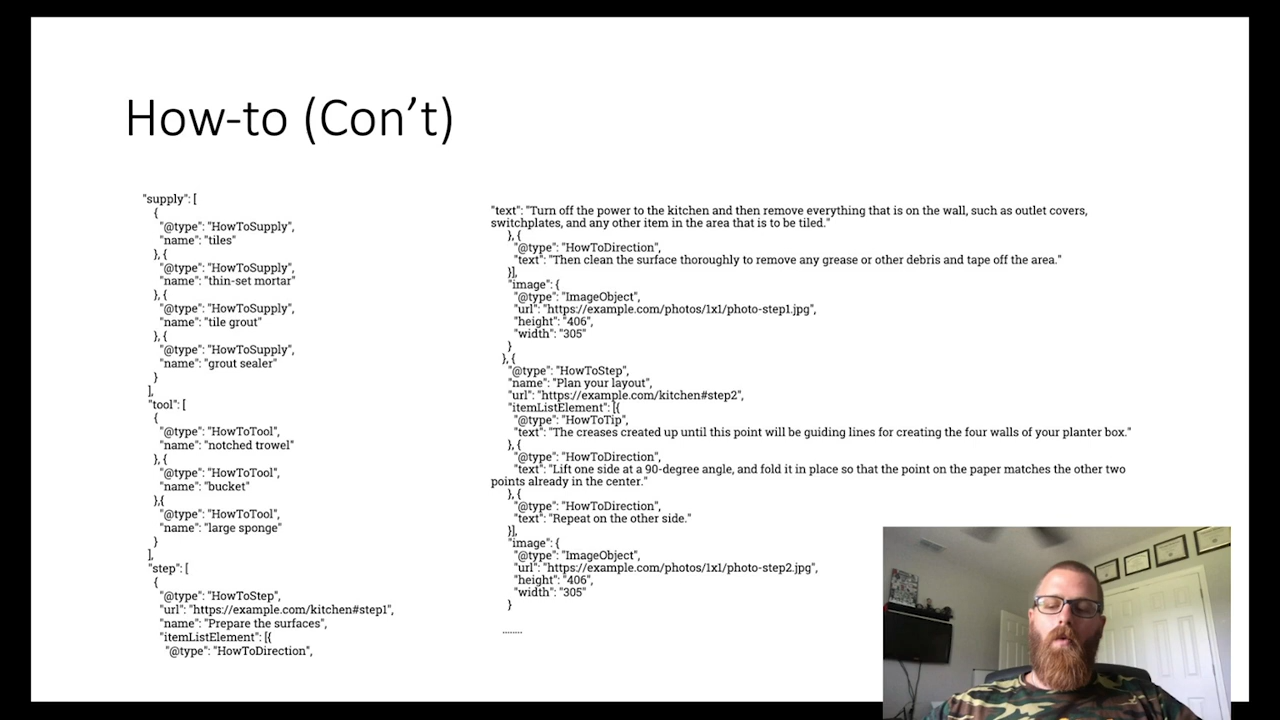 How-to (Con't)
"supply": [
{
"@type": "HowToSupply",
"name": "tiles"
}, {
"@type": "HowToSupply",
"name": "thin-set mortar"
}, {
"@type": "HowToSupply",
"name": "tile grout"
}, {
"@type": "HowToSupply",
"name": "grout sealer"
}
],
"tool": [
{
"@type": "HowToTool",
"name": "notched trowel"
}, {
"@type": "HowToTool",
"name": "bucket"
},{
"@type": "HowToTool",
"name": "large sponge"
}
],
"step": [
{
"@type": "HowToStep",
"url": "https://example.com/kitchen#step1",
"name": "Prepare the surfaces",
"itemListElement": [{
"@type": "HowToDirection",
"text": "Turn off the power to the kitchen and then remove everything that is on the wall, such as outlet covers,
switchplates, and any other item in the area that is to be tiled."
}, {
"@type": "HowToDirection",
"text": "Then clean the surface thoroughly to remove any grease or other debris and tape off the area."
}],
"image": {
"@type": "ImageObject",
"url": "https://example.com/photos/1x1/photo-step1.jpg",
"height": "406",
"width": "305"
}
}, {
"@type": "HowToStep",
"name": "Plan your layout",
"url": "https://example.com/kitchen#step2",
"itemListElement": [{
"@type": "HowToTip",
"text": "The creases created up until this point will be guiding lines for creating the four walls of your planter box."
}, {
"@type": "HowToDirection",
"text": "Lift one side at a 90-degree angle, and fold it in place so that the point on the paper matches the other two
points already in the center."
}, {
"@type": "HowToDirection",
"text": "Repeat on the other side."
}],
"image": {
"@type": "ImageObject",
"url": "https://example.com/photos/1x1/photo-step2.jpg",
"height": "406",
"width": "305"
}
........